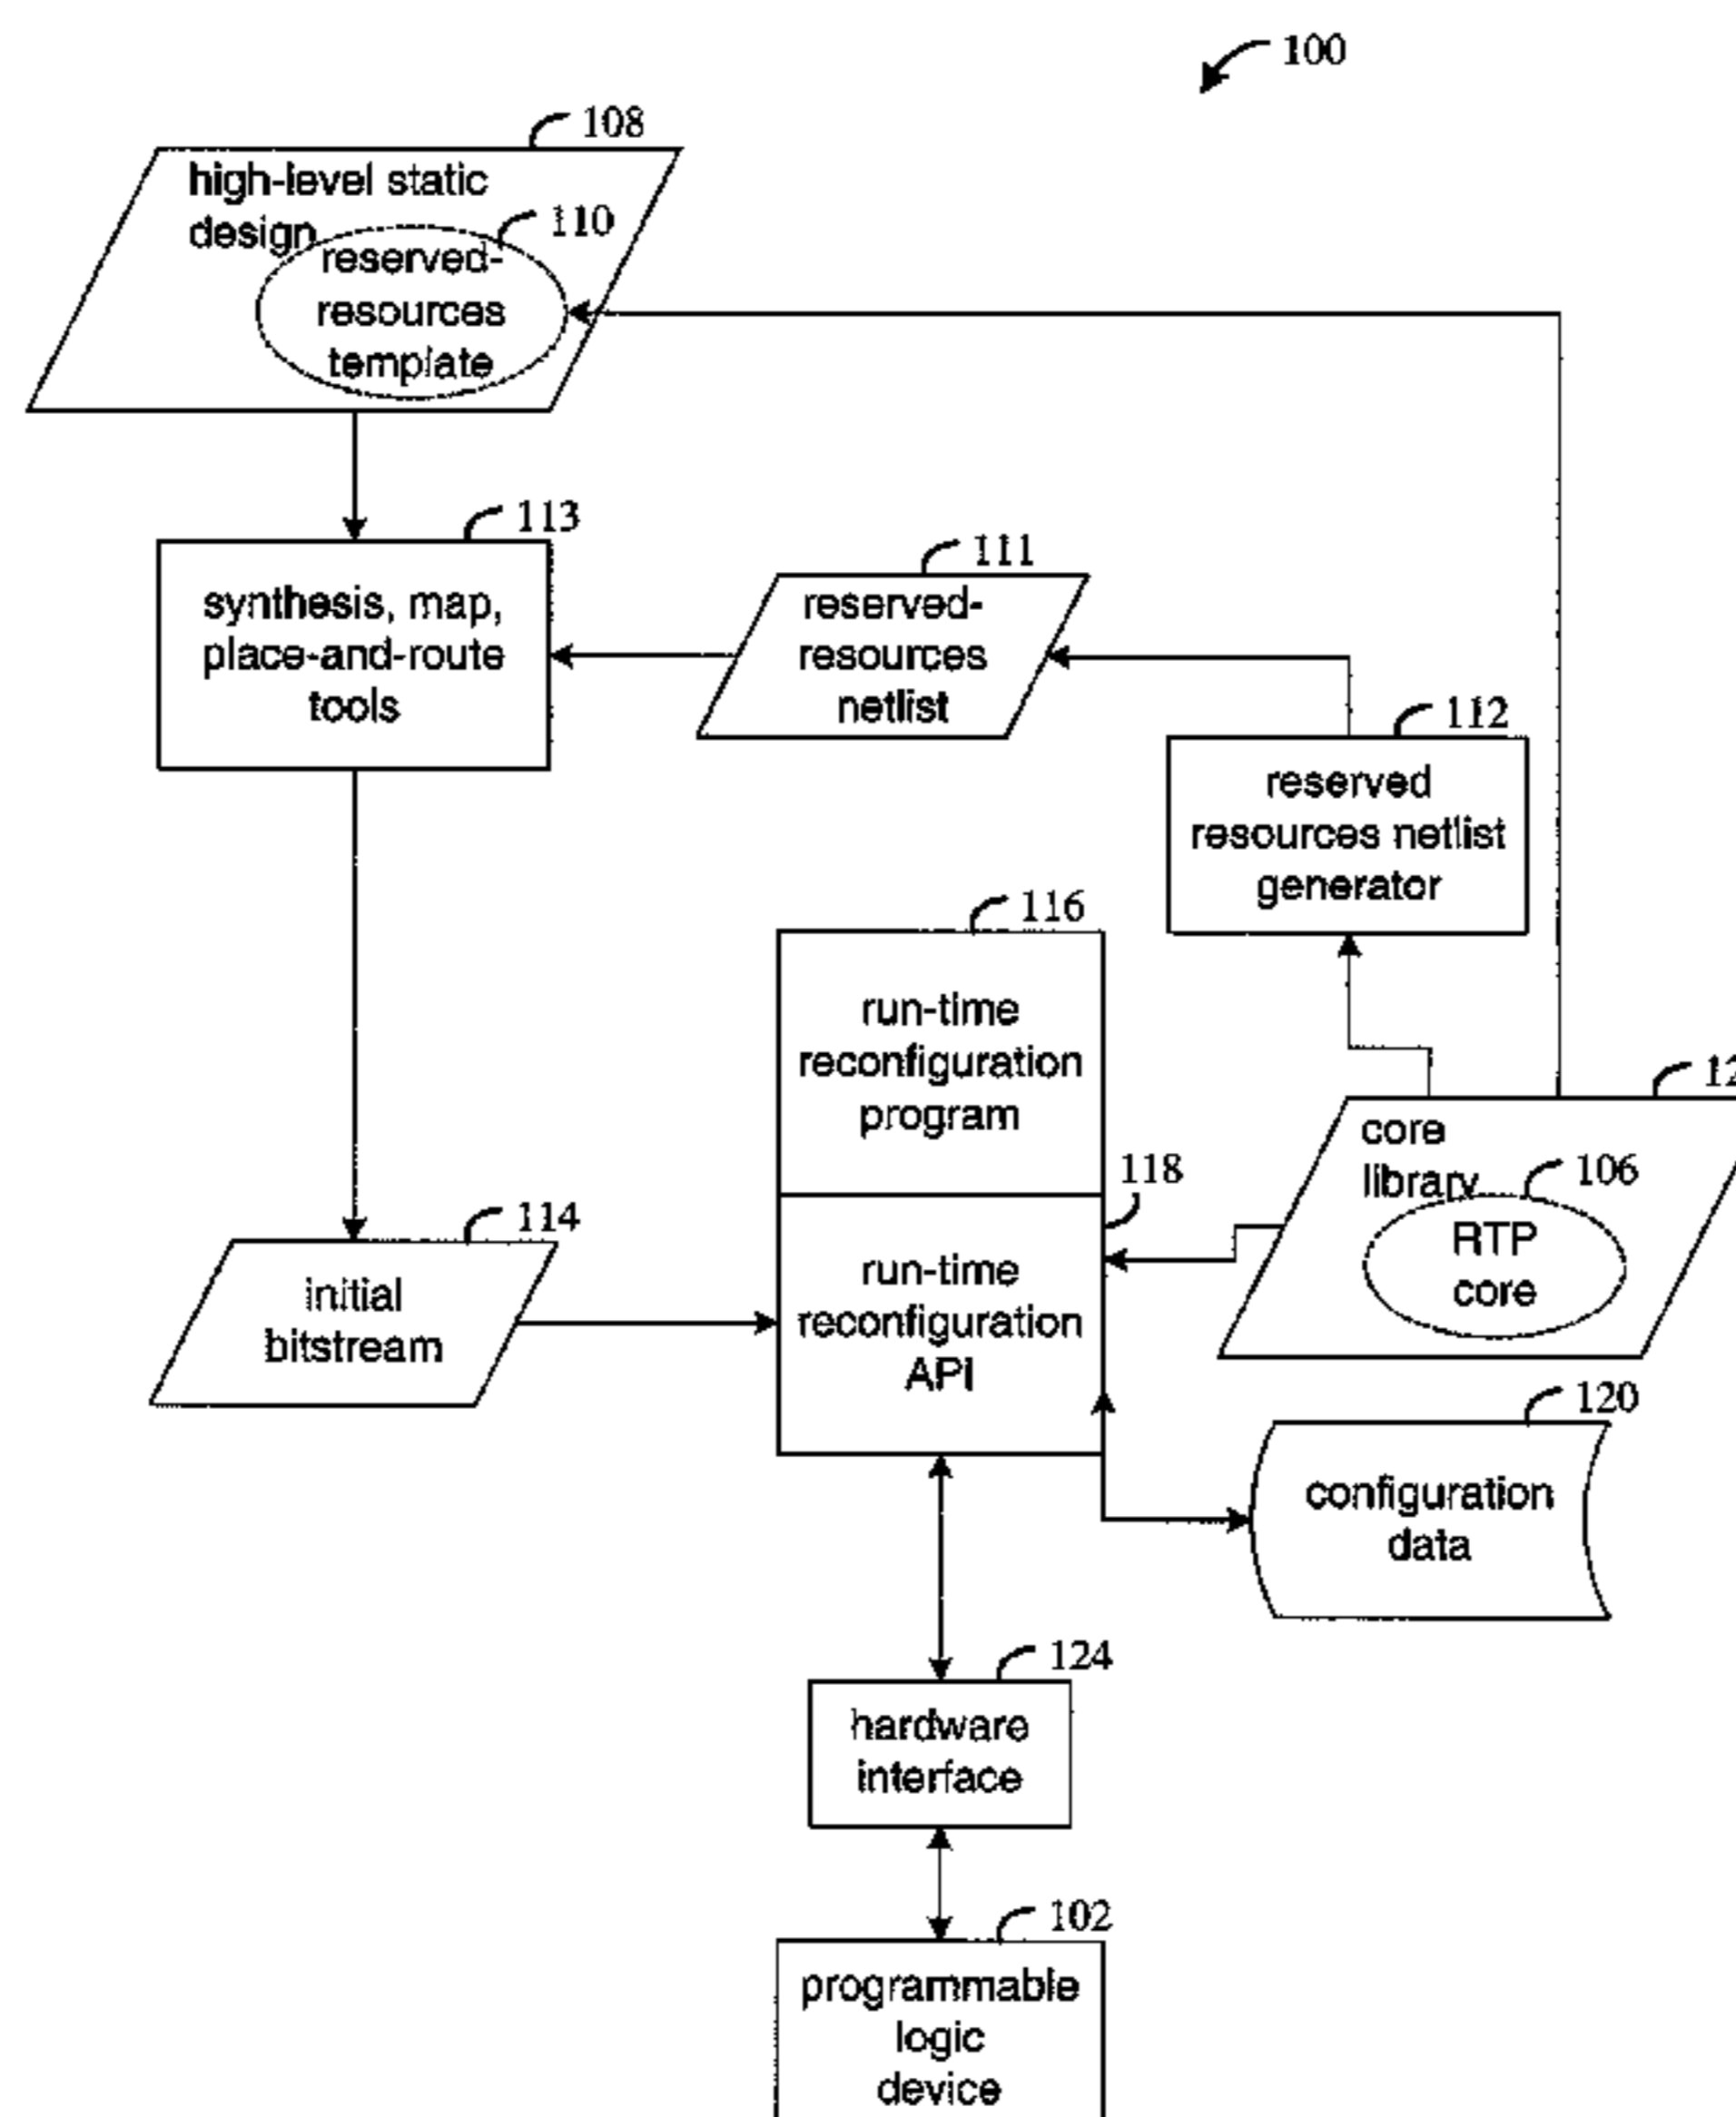 100
108
high-level static
design
110
reserved-
resources
template
113
synthesis, map,
place-and-route
tools
111
reserved-
resources
netlist
112
reserved
resources netlist
generator
116
run-time
reconfiguration
program
118
run-time
reconfiguration
API
core
library
106
RTP
core
114
initial
bitstream
120
configuration
data
124
hardware
interface
102
programmable
logic
device